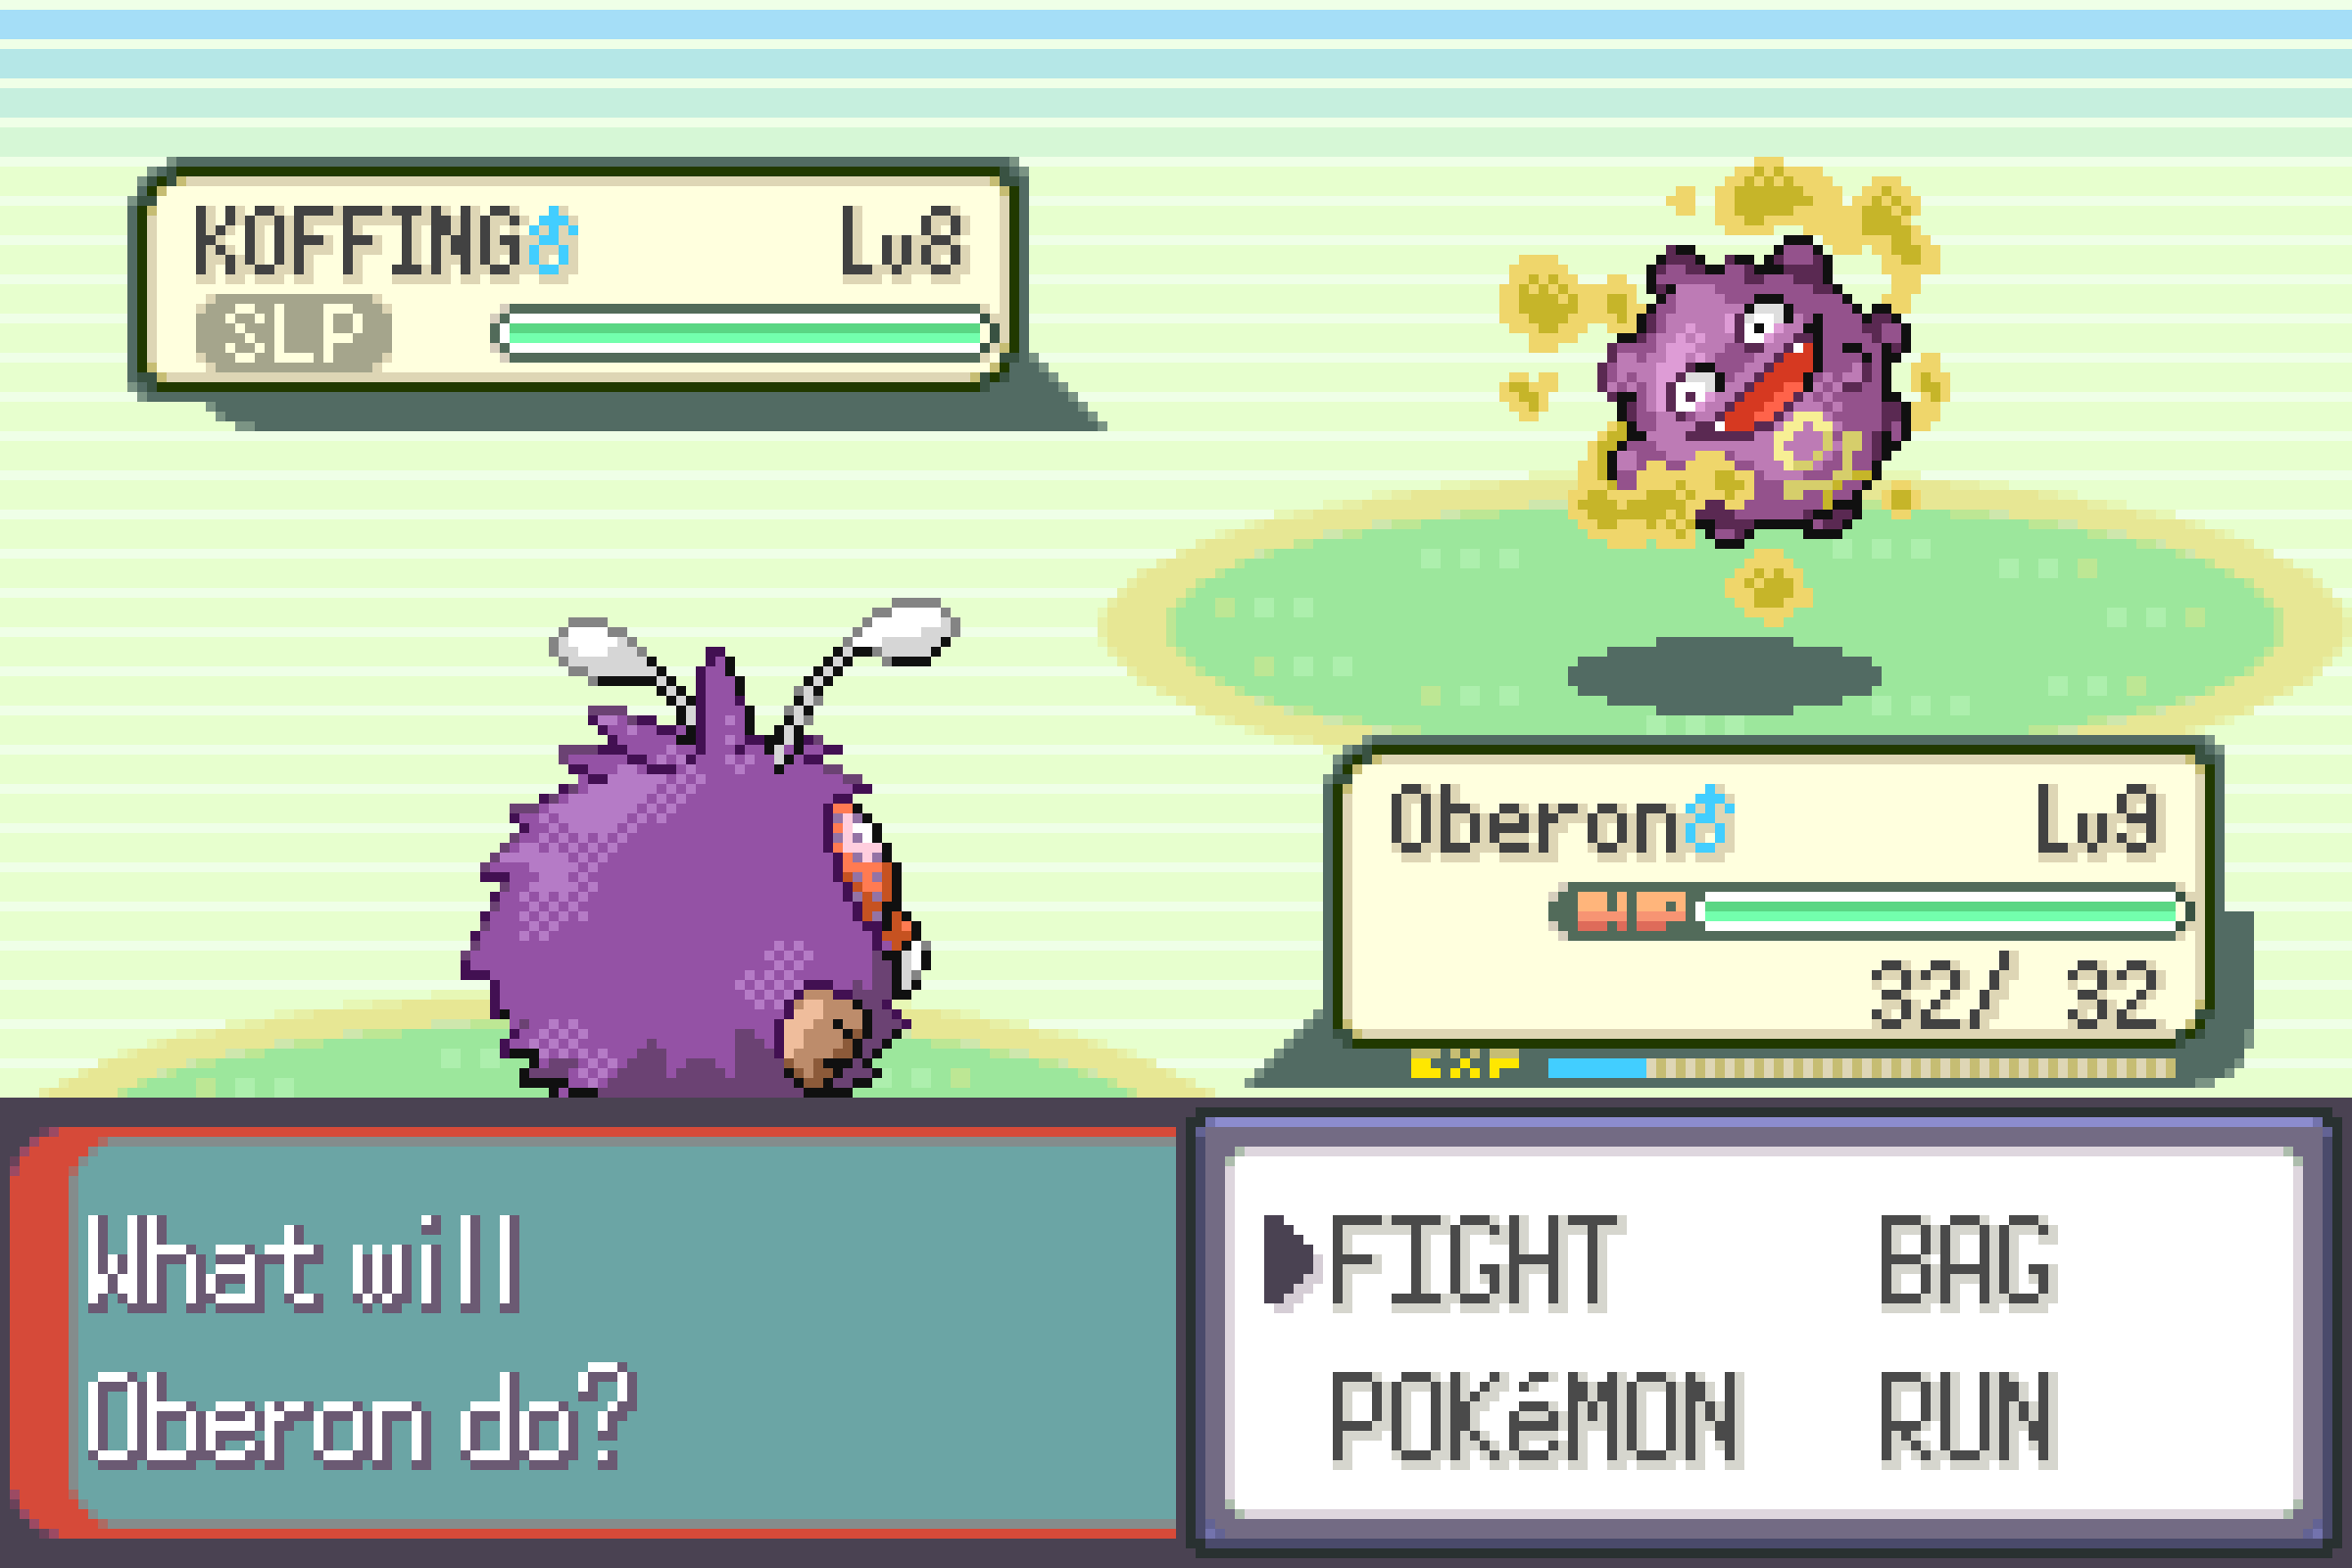 KOFFING♂ Lv8
SLP
Oberon♂ Lv9
HP
32/ 32
EXP
What will
Oberon do?
FIGHT BAG
POKéMON RUN